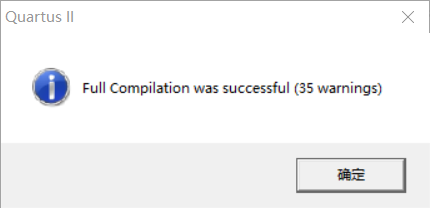 Quartus II
Full Compilation was successful (35 warnings)
确定